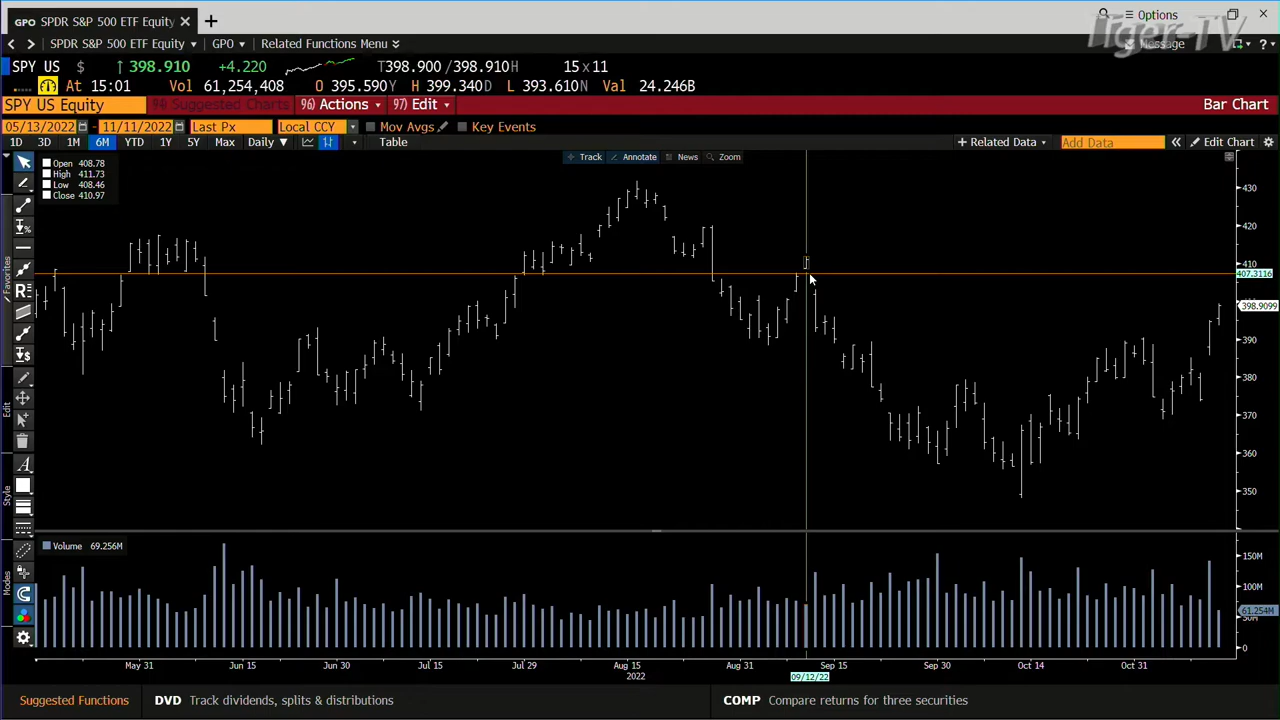 GPO SPDR S&P 500 ETF Equity
Options
Tiger-TV
SPDR S&P 500 ETF Equity GPO Related Functions Menu Message ?
SPY US $ ↑ 398.910 +4.220 T398.900 /398.910H 15 x 11
At 15:01 Vol 61,254,408 O 395.590Y H 399.340D L 393.610N Val 24.246B
SPY US Equity 94) Suggested Charts 96) Actions 97) Edit Bar Chart
05/13/2022 - 11/11/2022 Last Px Local CCY Mov Avgs Key Events
1D 3D 1M 6M YTD 1Y 5Y Max Daily Table + Related Data Add Data « Edit Chart
Track Annotate News Zoom
Open 408.78
High 411.73
Low 408.46
Close 410.97
430
420
410
407.3116
398.9099
390
380
370
360
350
Favorites
Edit
Style
Modes
Volume 69.256M
150M
100M
61.254M
50M
0
May 31 Jun 15 Jun 30 Jul 15 Jul 29 Aug 15 Aug 31 Sep 15 Sep 30 Oct 14 Oct 31
2022 09/12/22
Suggested Functions DVD Track dividends, splits & distributions COMP Compare returns for three securities